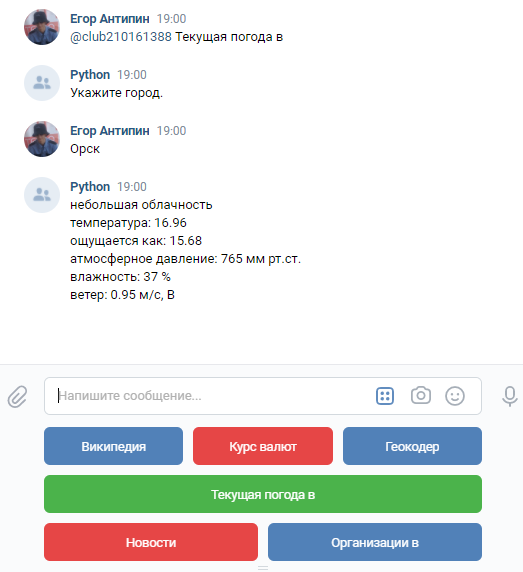 Егор Антипин 19:00
@club210161388 Текущая погода в
Python 19:00
Укажите город.
Егор Антипин 19:00
Орск
Python 19:00
небольшая облачность
температура: 16.96
ощущается как: 15.68
атмосферное давление: 765 мм рт.ст.
влажность: 37 %
ветер: 0.95 м/с, В
Напишите сообщение...
Википедия Курс валют Геокодер
Текущая погода в
Новости Организации в